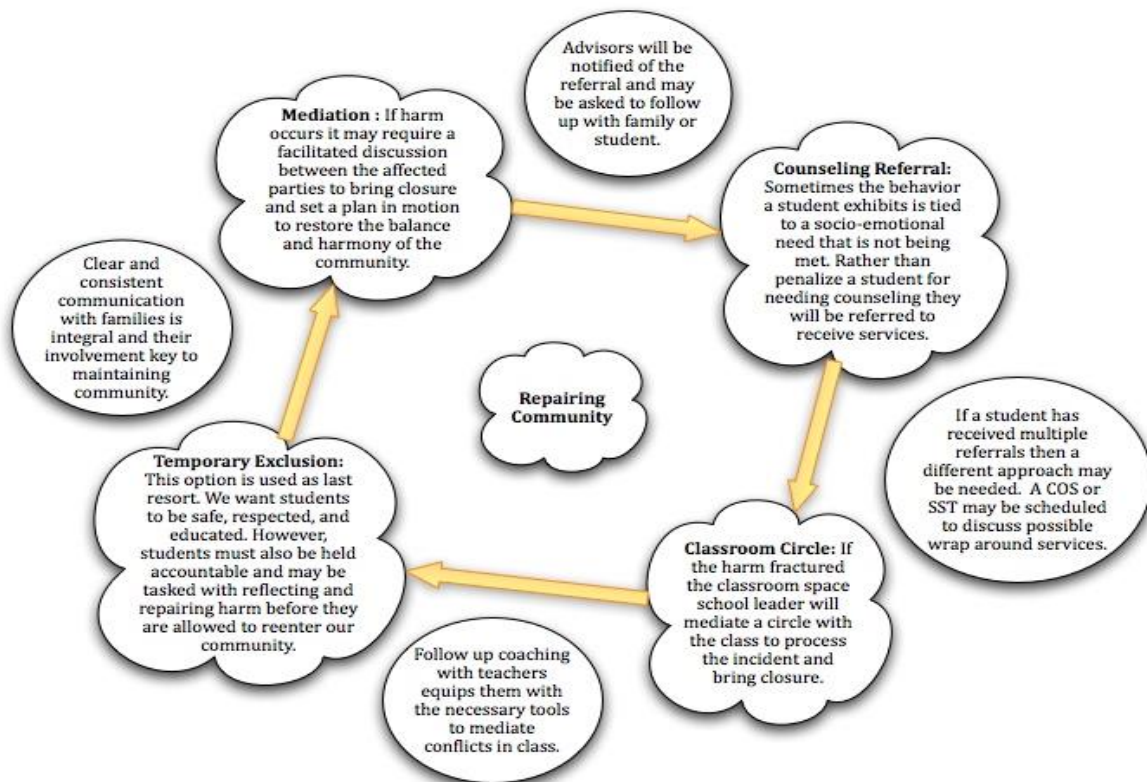 Advisors will be
notified of the
referral and may
be asked to follow
up with family or
student.
Mediation : If harm
occurs it may require a
facilitated discussion
between the affected
parties to bring closure
and set a plan in motion
to restore the balance
and harmony of the
community.
Counseling Referral:
Sometimes the behavior
a student exhibits is tied
to a socio-emotional
need that is not being
met. Rather than
penalize a student for
needing counseling they
will be referred to
receive services.
Clear and
consistent
communication
with families is
integral and their
involvement key to
maintaining
community.
Repairing
Community
If a student has
received multiple
referrals then a
different approach may
be needed.  A COS or
SST may be scheduled
to discuss possible
wrap around services.
Temporary Exclusion:
This option is used as last
resort. We want students
to be safe, respected, and
educated. However,
students must also be held
accountable and may be
tasked with reflecting and
repairing harm before they
are allowed to reenter our
community.
Classroom Circle: If
the harm fractured
the classroom space
school leader will
mediate a circle with
the class to process
the incident and
bring closure.
Follow up coaching
with teachers
equips them with
the necessary tools
to mediate
conflicts in class.